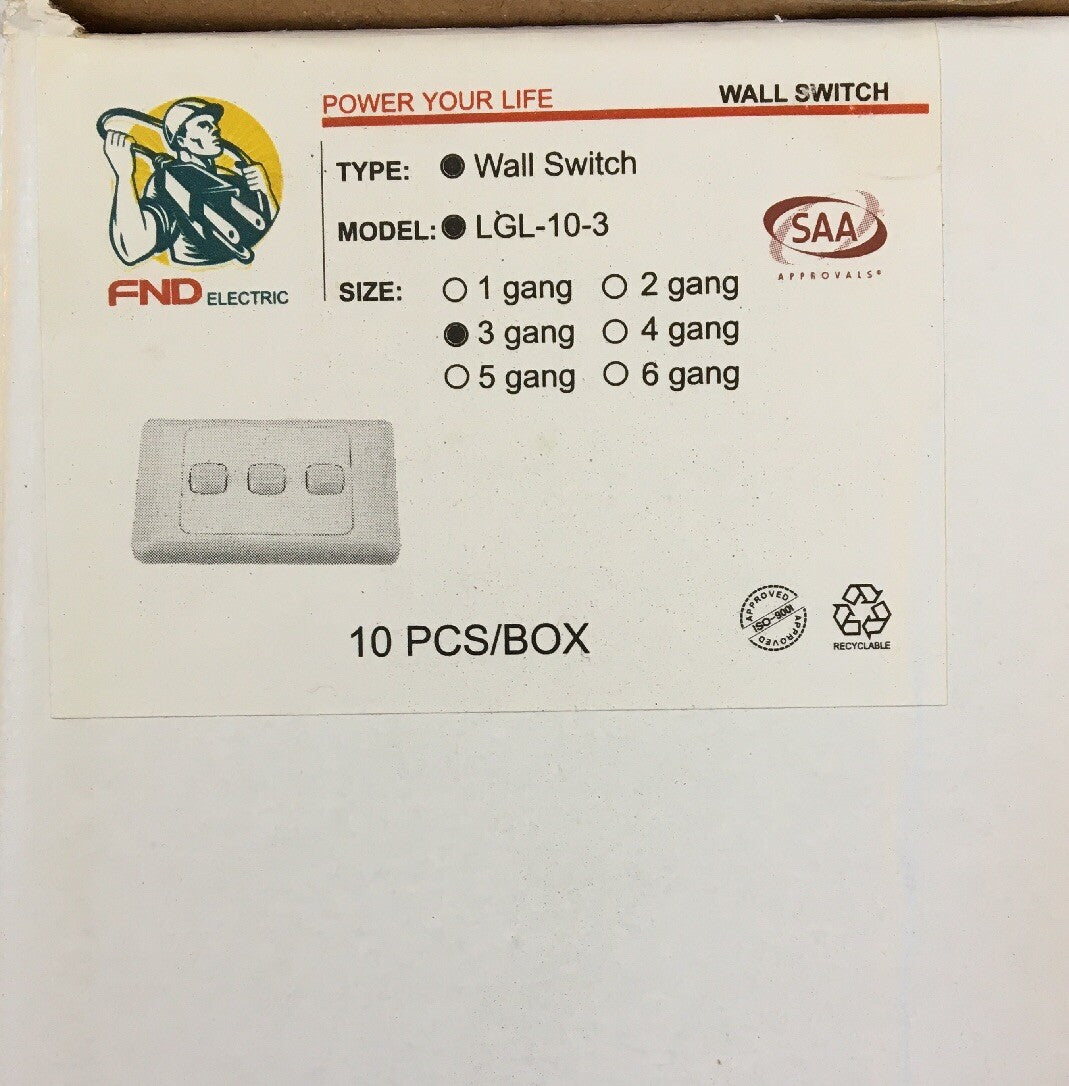 POWER YOUR LIFE
WALL SWITCH
TYPE: ● Wall Switch
MODEL: ● LGL-10-3
SIZE: ○ 1 gang ○ 2 gang
● 3 gang ○ 4 gang
○ 5 gang ○ 6 gang
FND ELECTRIC
SAA
APPROVALS®
10 PCS/BOX
APPROVED
ISO-9001
APPROVED
RECYCLABLE